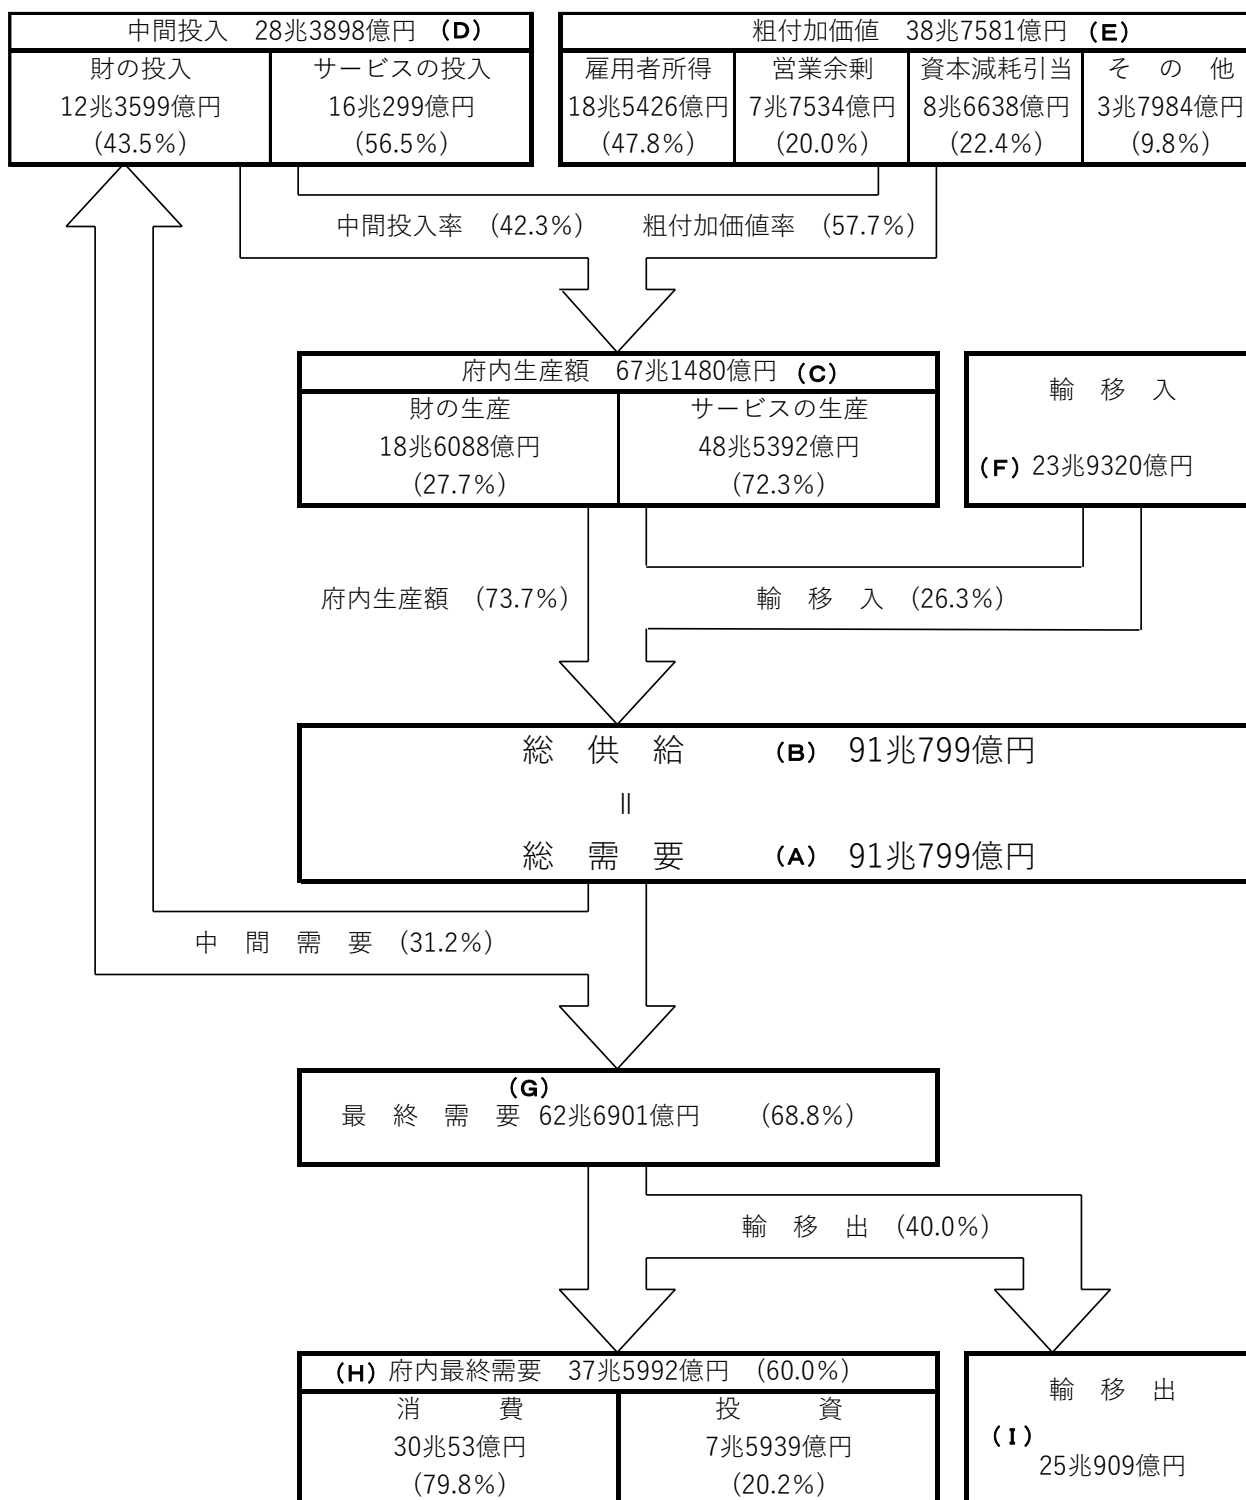 中間投入　28兆3898億円 (D)
財の投入
12兆3599億円
(43.5%)
サービスの投入
16兆299億円
(56.5%)
粗付加価値　38兆7581億円 (E)
雇用者所得
18兆5426億円
(47.8%)
営業余剰
7兆7534億円
(20.0%)
資本減耗引当
8兆6638億円
(22.4%)
そ　の　他
3兆7984億円
(9.8%)
中間投入率　(42.3%)
粗付加価値率　(57.7%)
府内生産額　67兆1480億円 (C)
財の生産
18兆6088億円
(27.7%)
サービスの生産
48兆5392億円
(72.3%)
輸　移　入
(F) 23兆9320億円
府内生産額　(73.7%)
輸　移　入　(26.3%)
総　供　給　(B)　91兆799億円
||
総　需　要　(A)　91兆799億円
中　間　需　要　(31.2%)
(G)
最　終　需　要 62兆6901億円　(68.8%)
輸　移　出　(40.0%)
(H) 府内最終需要　37兆5992億円　(60.0%)
消　　費
30兆53億円
(79.8%)
投　　資
7兆5939億円
(20.2%)
輸　移　出
(I)
25兆909億円